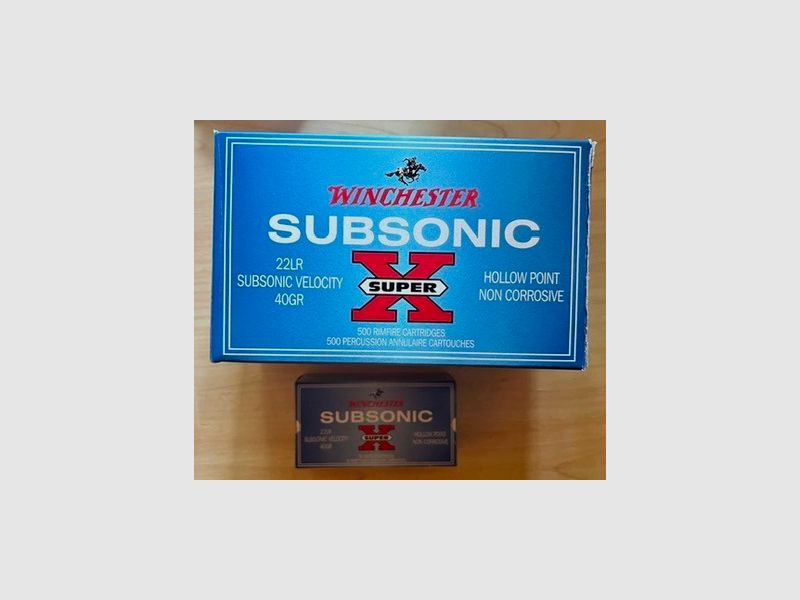 WINCHESTER
SUBSONIC
22LR
SUBSONIC VELOCITY
40GR
X
SUPER
HOLLOW POINT
NON CORROSIVE
500 RIMFIRE CARTRIDGES
500 PERCUSSION ANNULAIRE CARTOUCHES
WINCHESTER
SUBSONIC
22LR
SUBSONIC VELOCITY
40GR
X
SUPER
HOLLOW POINT
NON CORROSIVE